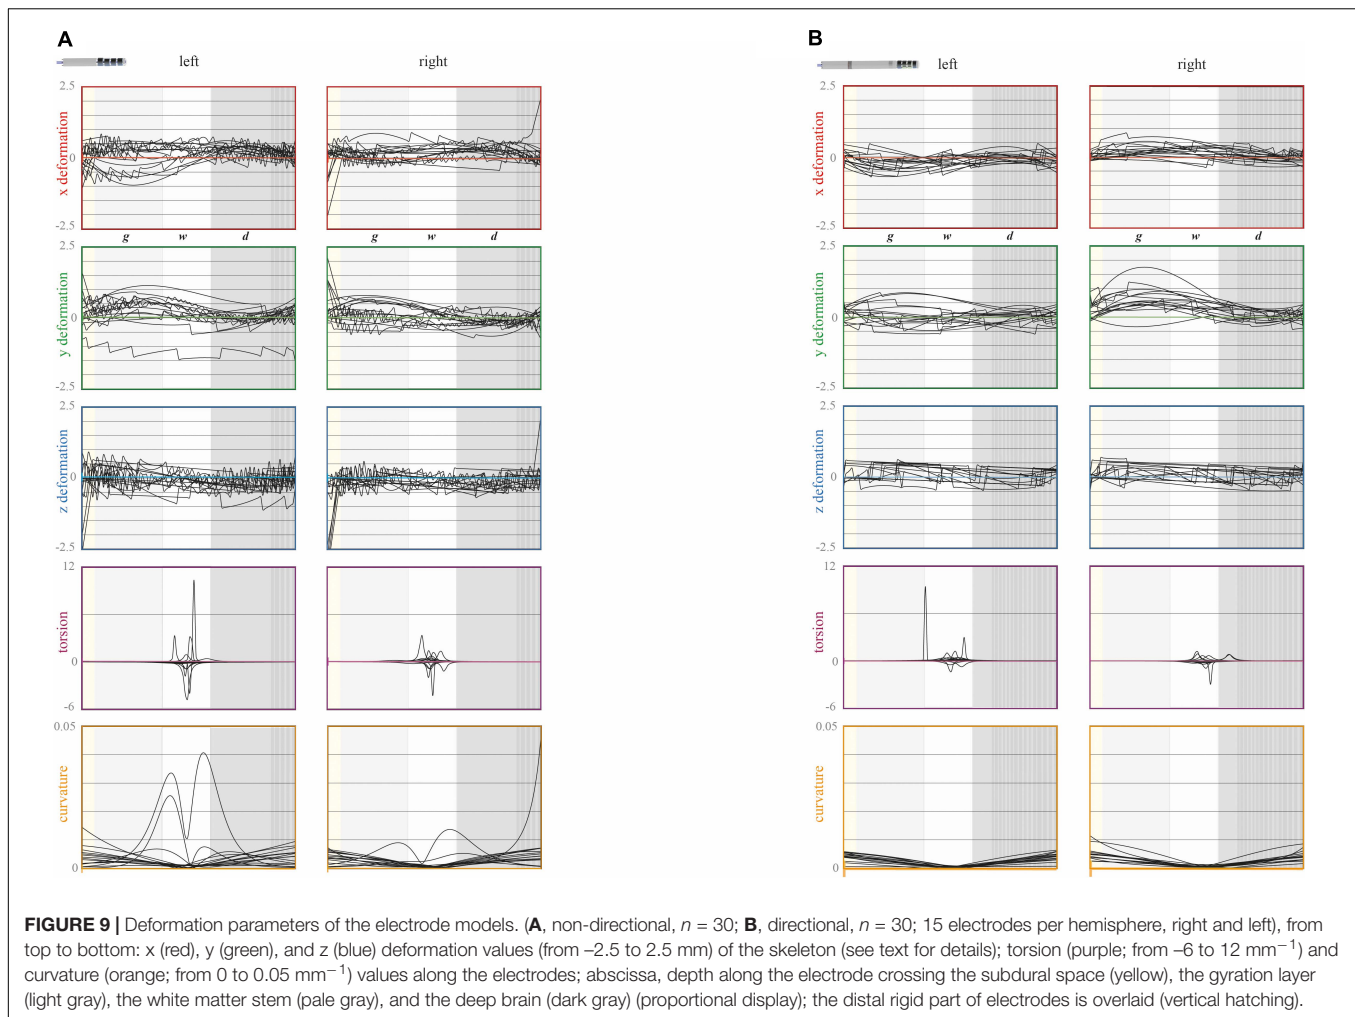 A
B
left
right
left
right
2.5
x deformation
0
-2.5
2.5
x deformation
0
-2.5
g w d
g w d
g w d
g w d
2.5
y deformation
0
-2.5
2.5
y deformation
0
-2.5
2.5
z deformation
0
-2.5
2.5
z deformation
0
-2.5
12
torsion
0
-6
12
torsion
0
-6
0.05
curvature
0
0.05
curvature
0
FIGURE 9 | Deformation parameters of the electrode models. (A, non-directional, n = 30; B, directional, n = 30; 15 electrodes per hemisphere, right and left), from
top to bottom: x (red), y (green), and z (blue) deformation values (from –2.5 to 2.5 mm) of the skeleton (see text for details); torsion (purple; from –6 to 12 mm⁻¹) and
curvature (orange; from 0 to 0.05 mm⁻¹) values along the electrodes; abscissa, depth along the electrode crossing the subdural space (yellow), the gyration layer
(light gray), the white matter stem (pale gray), and the deep brain (dark gray) (proportional display); the distal rigid part of electrodes is overlaid (vertical hatching).